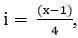 i = (x-1)/4,